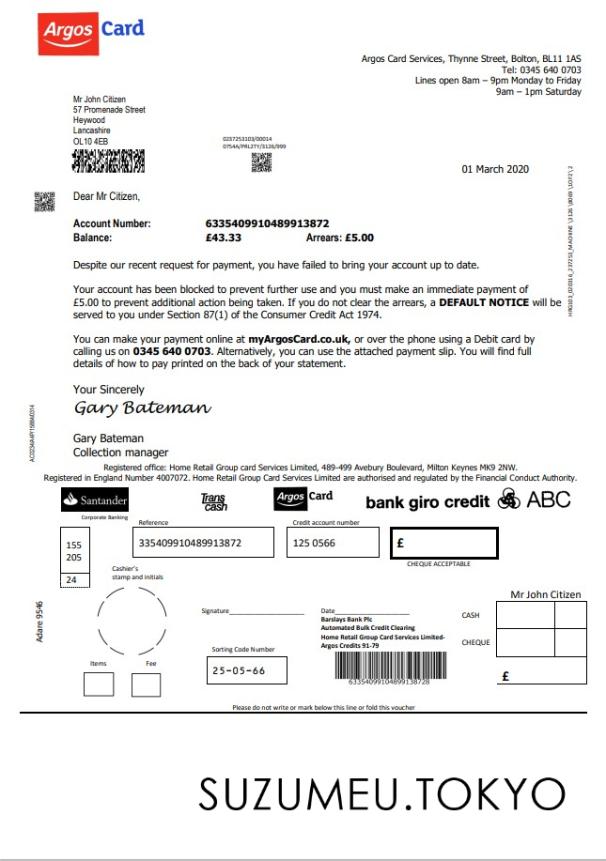 Argos Card
Argos Card Services, Thynne Street, Bolton, BL11 1AS
Tel: 0345 640 0703
Lines open 8am – 9pm Monday to Friday
9am – 1pm Saturday
Mr John Citizen
57 Promenade Street
Heywood
Lancashire
OL10 4EB
0237253103/00014
0754A/PRL2TY/3126/999
01 March 2020
Dear Mr Citizen,
Account Number: 6335409910489913872
Balance: £43.33 Arrears: £5.00
Despite our recent request for payment, you have failed to bring your account up to date.
Your account has been blocked to prevent further use and you must make an immediate payment of
£5.00 to prevent additional action being taken. If you do not clear the arrears, a DEFAULT NOTICE will be
served to you under Section 87(1) of the Consumer Credit Act 1974.
You can make your payment online at myArgosCard.co.uk, or over the phone using a Debit card by
calling us on 0345 640 0703. Alternatively, you can use the attached payment slip. You will find full
details of how to pay printed on the back of your statement.
Your Sincerely
Gary Bateman
Gary Bateman
Collection manager
Registered office: Home Retail Group card Services Limited, 489-499 Avebury Boulevard, Milton Keynes MK9 2NW.
Registered in England Number 4007072. Home Retail Group Card Services Limited are authorised and regulated by the Financial Conduct Authority.
Santander Trans cash Argos Card bank giro credit ABC
Corporate Banking
Reference
Credit account number
155
205
24
335409910489913872
125 0566
£
CHEQUE ACCEPTABLE
Cashier's
stamp and initials
Mr John Citizen
Adare 9546
Signature
Date
Barslays Bank Plc
Automated Bulk Credit Clearing
Home Retail Group Card Services Limited-
Argos Credits 91-79
CASH
CHEQUE
Sorting Code Number
25-05-66
Items
Fee
63354099104899138728
£
Please do not write or mark below this line or fold this voucher
SUZUMEU.TOKYO